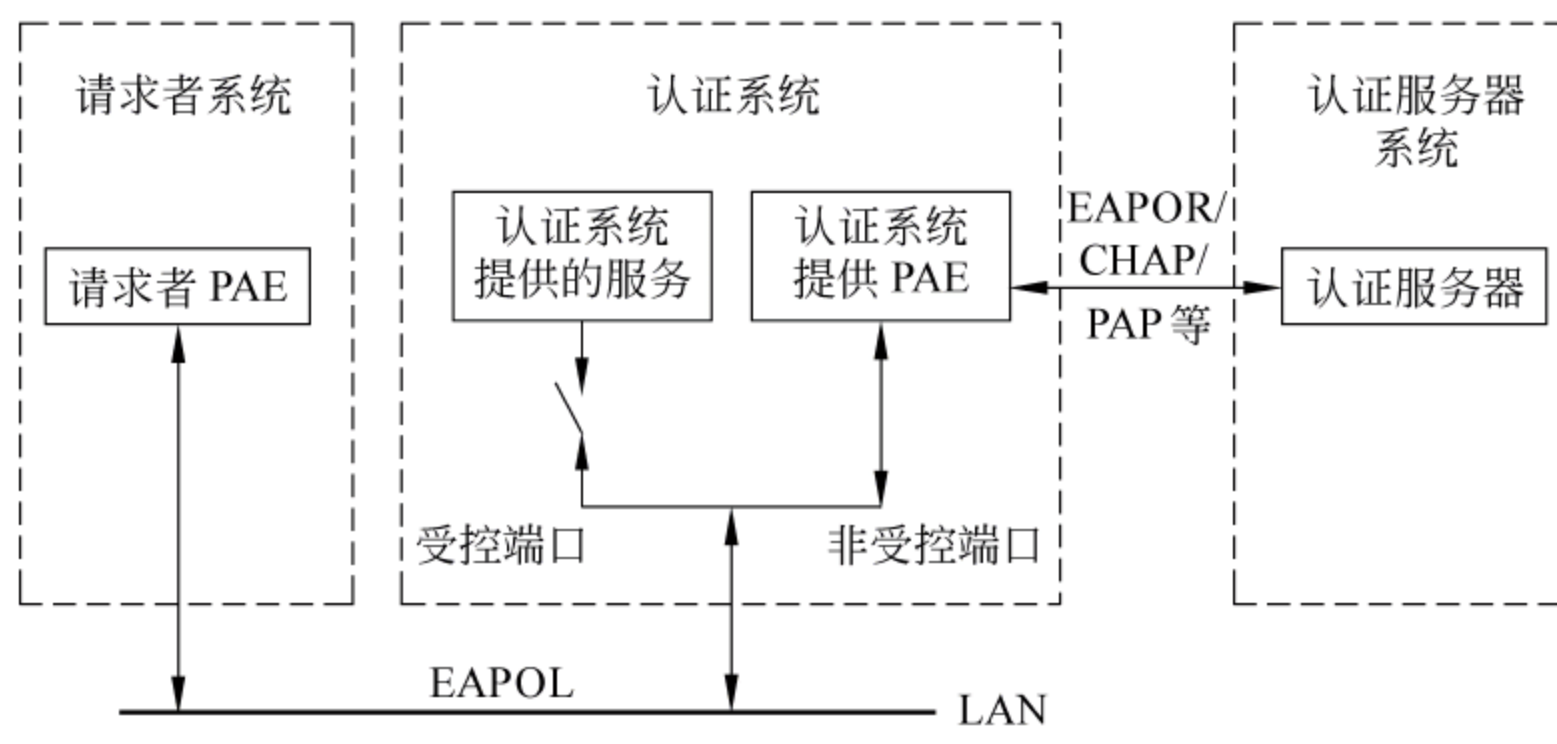 请求者系统
请求者 PAE
认证系统
认证系统
提供的服务
认证系统
提供 PAE
受控端口
非受控端口
EAPOR/
CHAP/
PAP 等
认证服务器
系统
认证服务器
EAPOL
LAN